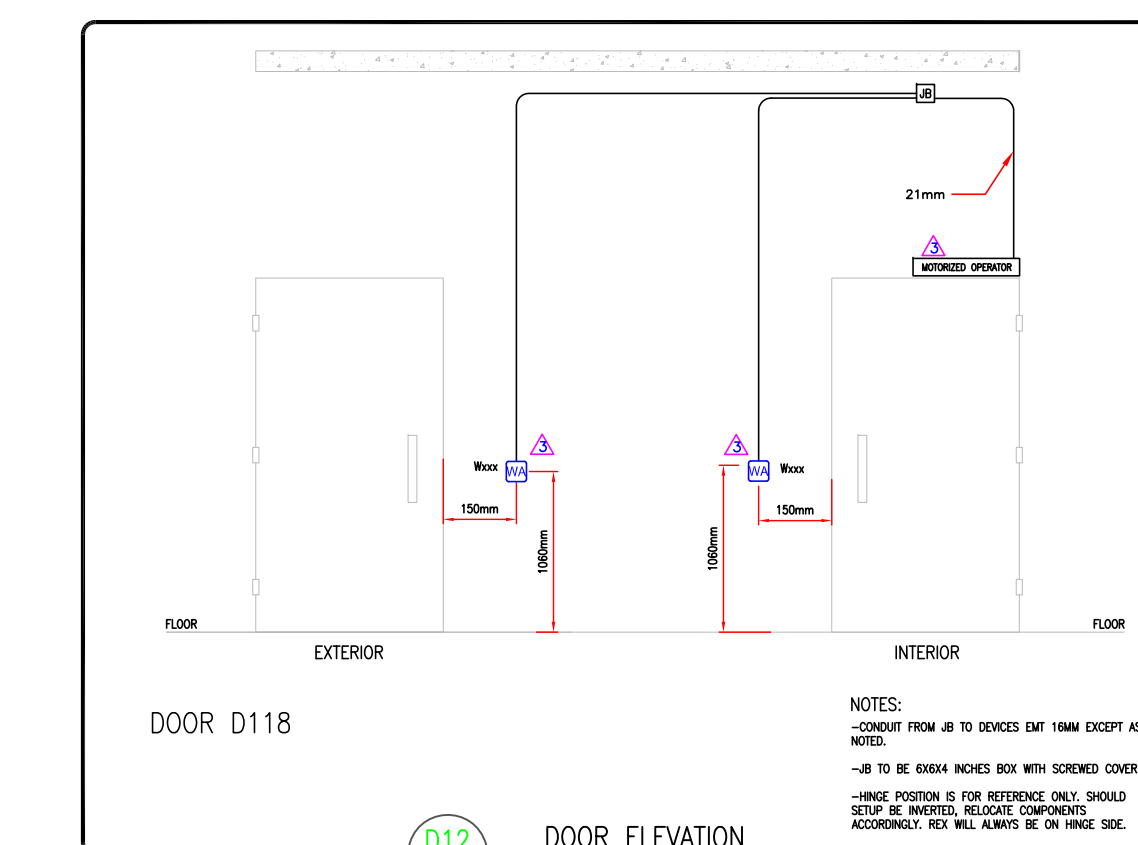 JB
21mm
3
MOTORIZED OPERATOR
3
3
Wxxx
WA
WA
Wxxx
150mm
150mm
1060mm
1060mm
FLOOR
FLOOR
EXTERIOR
INTERIOR
DOOR D118
NOTES:
-CONDUIT FROM JB TO DEVICES EMT 16MM EXCEPT AS
NOTED.
-JB TO BE 6X6X4 INCHES BOX WITH SCREWED COVER
-HINGE POSITION IS FOR REFERENCE ONLY. SHOULD
SETUP BE INVERTED, RELOCATE COMPONENTS
ACCORDINGLY. REX WILL ALWAYS BE ON HINGE SIDE.
D12
DOOR ELEVATION